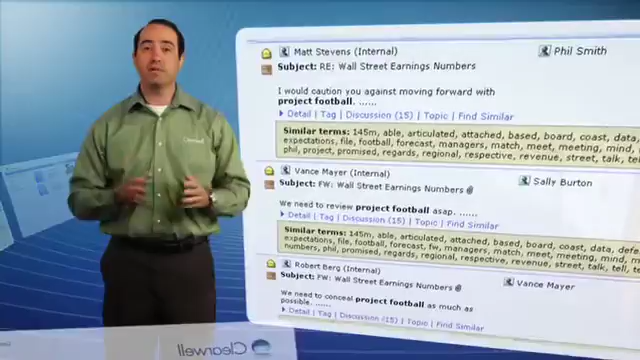 Matt Stevens (Internal) Phil Smith
Subject: RE: Wall Street Earnings Numbers
I would caution you against moving forward with
project football. ......
Detail | Tag | Discussion (15) | Topic | Find Similar
Similar terms: 145m, able, articulated, attached, based, board, coast, data,
expectations, file, football, forecast, managers, match, meet, meeting, mind,
phil, project, promised, regards, regional, respective, revenue, street, talk,
Vance Mayer (Internal) Sally Burton
Subject: FW: Wall Street Earnings Numbers
We need to review project football asap. ......
Detail | Tag | Discussion (15) | Topic | Find Similar
Similar terms: 145m, able, articulated, attached, based, board, coast, data,
expectations, file, football, forecast, fw, managers, match, meet, meeting,
numbers, phil, promised, regards, regional, respective, revenue, street, talk, tell,
Robert Berg (Internal) Vance Mayer
Subject: FW: Wall Street Earnings Numbers
We need to conceal project football as much as
possible. ......
Detail | Tag | Discussion (15) | Topic | Find Similar
Clearwell
Clearwell